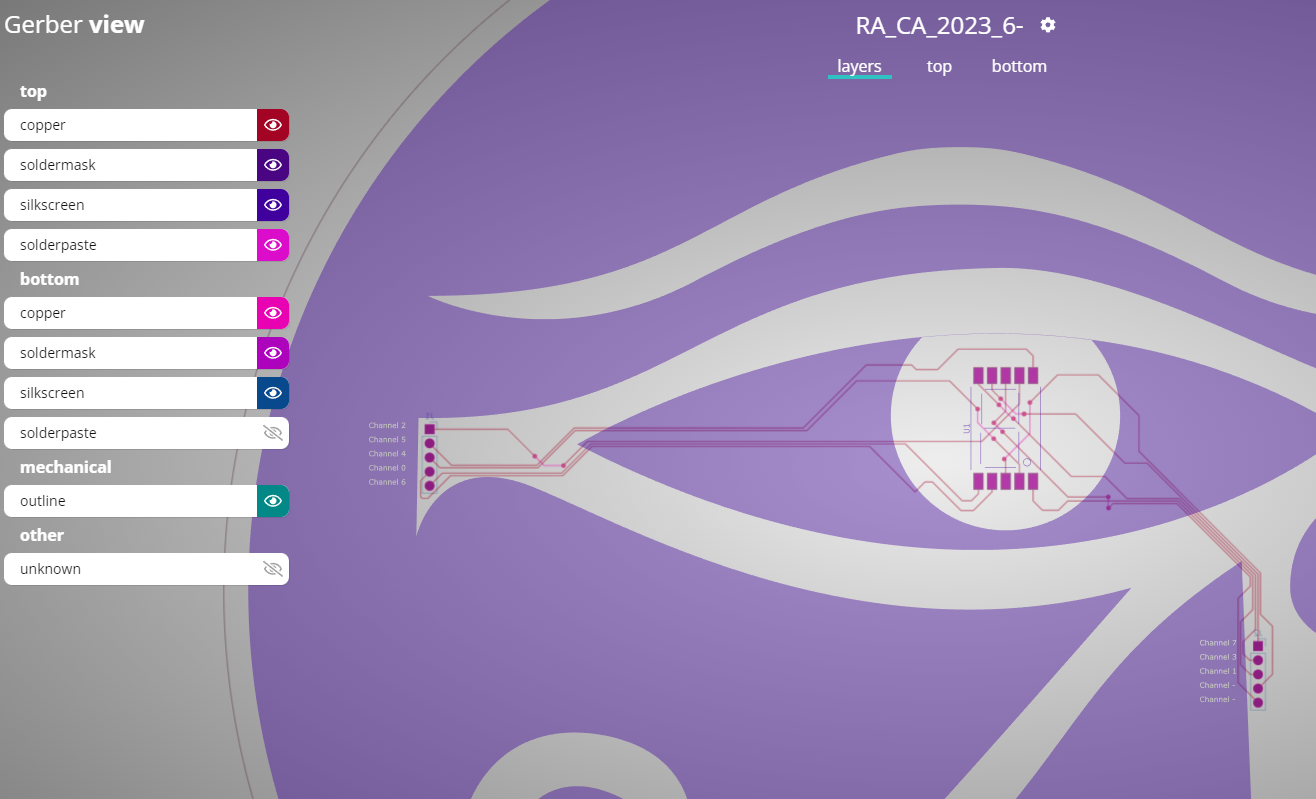 Gerber view
RA_CA_2023_6-
layers
top
bottom
top
copper
soldermask
silkscreen
solderpaste
bottom
copper
soldermask
silkscreen
solderpaste
mechanical
outline
other
unknown
Channel 2
Channel 5
Channel 4
Channel 0
Channel 6
U1
Channel 7
Channel 3
Channel 1
Channel -
Channel -